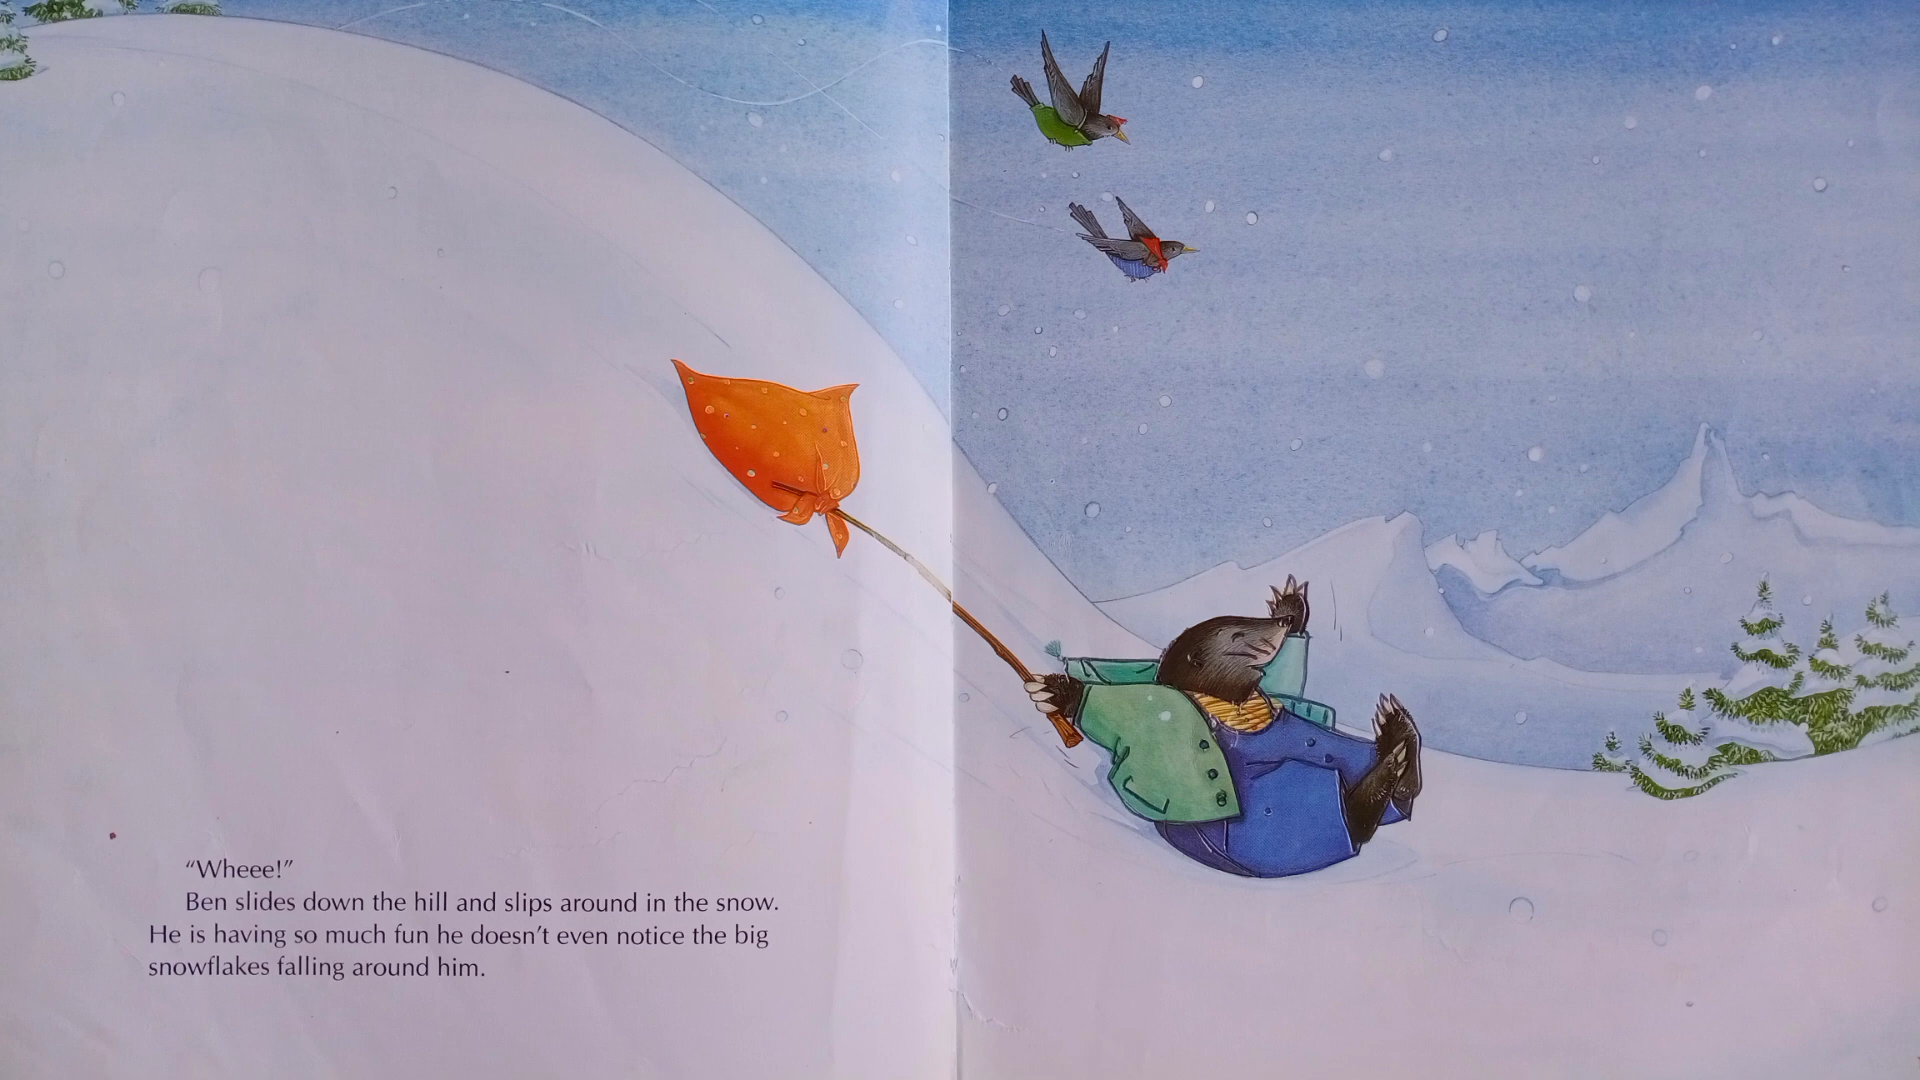 “Wheee!”
Ben slides down the hill and slips around in the snow.
He is having so much fun he doesn’t even notice the big
snowflakes falling around him.